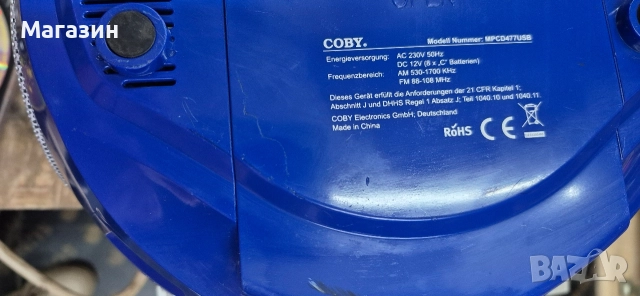 Магазин
COBY. Modell Nummer: MPCD477USB
Energieversorgung: AC 230V 50Hz
DC 12V (8 x „C' Batterien)
Frequenzbereich: AM 530-1700 KHz
FM 88-108 MHz
Dieses Gerät erfüllt die Anforderungen der 21 CFR Kapitel 1;
Abschnitt J und DHHS Regel 1 Absatz J; Teil 1040.10 und 1040.11.
COBY Electronics GmbH; Deutschland
Made in China
RoHS CE
BAZAR